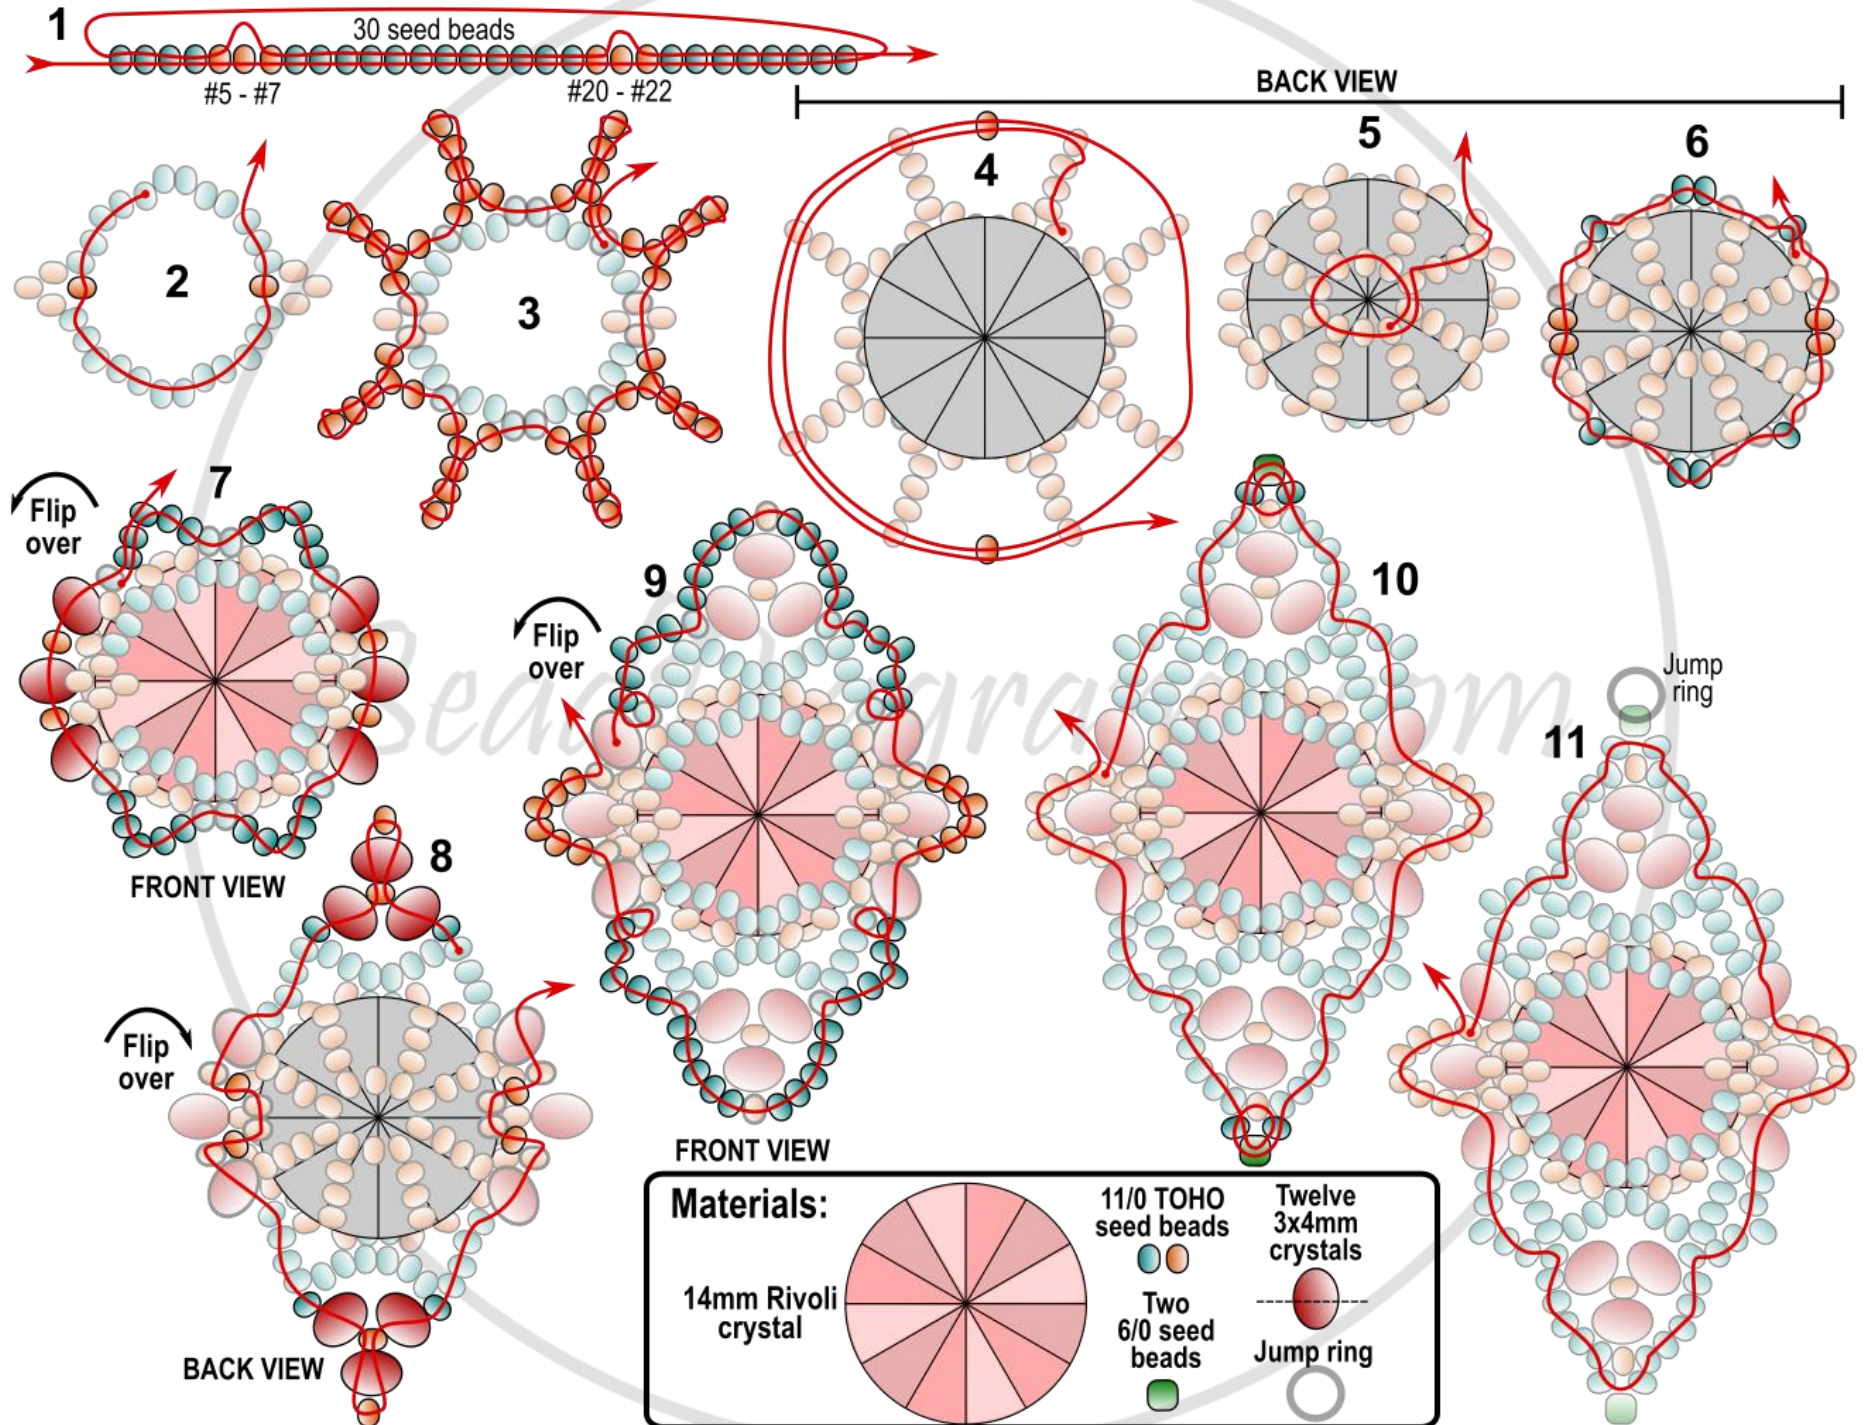 1
30 seed beads
#5 - #7
#20 - #22
BACK VIEW
2
3
4
5
6
7
Flip
over
FRONT VIEW
8
Flip
over
BACK VIEW
9
Flip
over
FRONT VIEW
10
11
Jump
ring
Materials:
14mm Rivoli
crystal
11/0 TOHO
seed beads
Two
6/0 seed
beads
Twelve
3x4mm
crystals
Jump ring